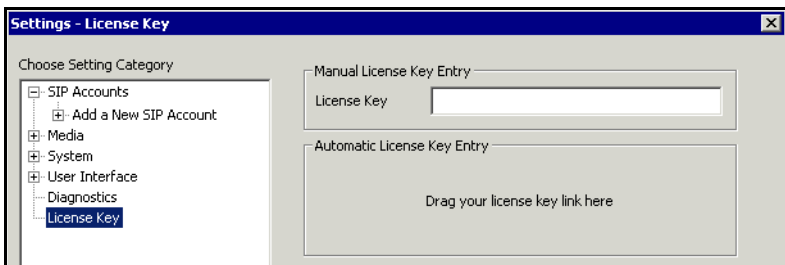 Settings - License Key
Choose Setting Category
SIP Accounts
Add a New SIP Account
Media
System
User Interface
Diagnostics
License Key
Manual License Key Entry
License Key
Automatic License Key Entry
Drag your license key link here